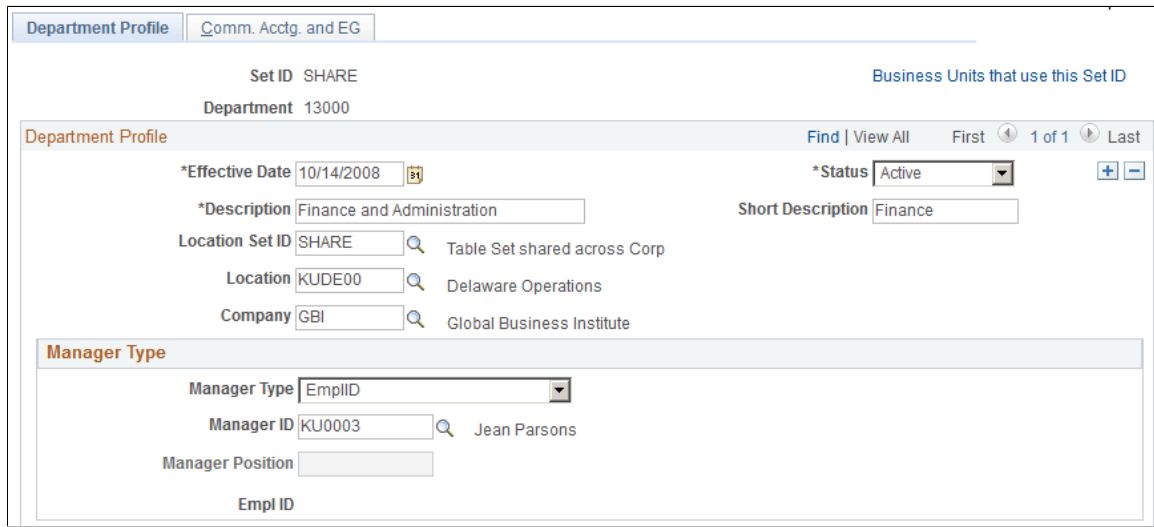 Department Profile Comm. Acctg. and EG
Set ID SHARE Business Units that use this Set ID
Department 13000
Department Profile Find | View All First 1 of 1 Last
*Effective Date 10/14/2008 31 *Status Active
*Description Finance and Administration Short Description Finance
Location Set ID SHARE Table Set shared across Corp
Location KUDE00 Delaware Operations
Company GBI Global Business Institute
Manager Type
Manager Type EmplID
Manager ID KU0003 Jean Parsons
Manager Position
Empl ID